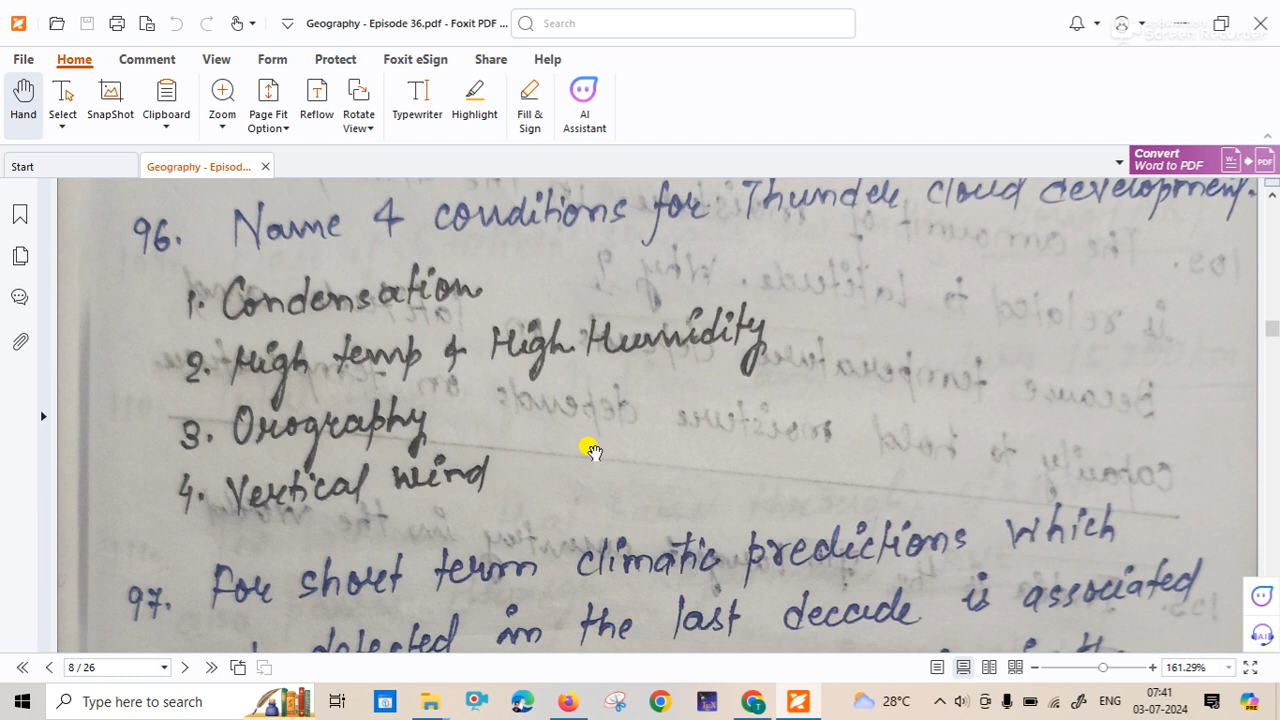 Geography - Episode 36.pdf - Foxit PDF ...
Search
Screen Recorder
File Home Comment View Form Protect Foxit eSign Share Help
Hand Select SnapShot Clipboard Zoom Page Fit Option Reflow Rotate View Typewriter Highlight Fill & Sign AI Assistant
Start Geography - Episod... Convert Word to PDF
96. Name 4 conditions for Thunder cloud development.
1. Condensation
2. High temp & High Humidity
3. Orography
4. Vertical wind
97. For short term climatic predictions which
detected in the last decade is associated
8 / 26 161.29%
Type here to search 28°C ENG 07:41
03-07-2024